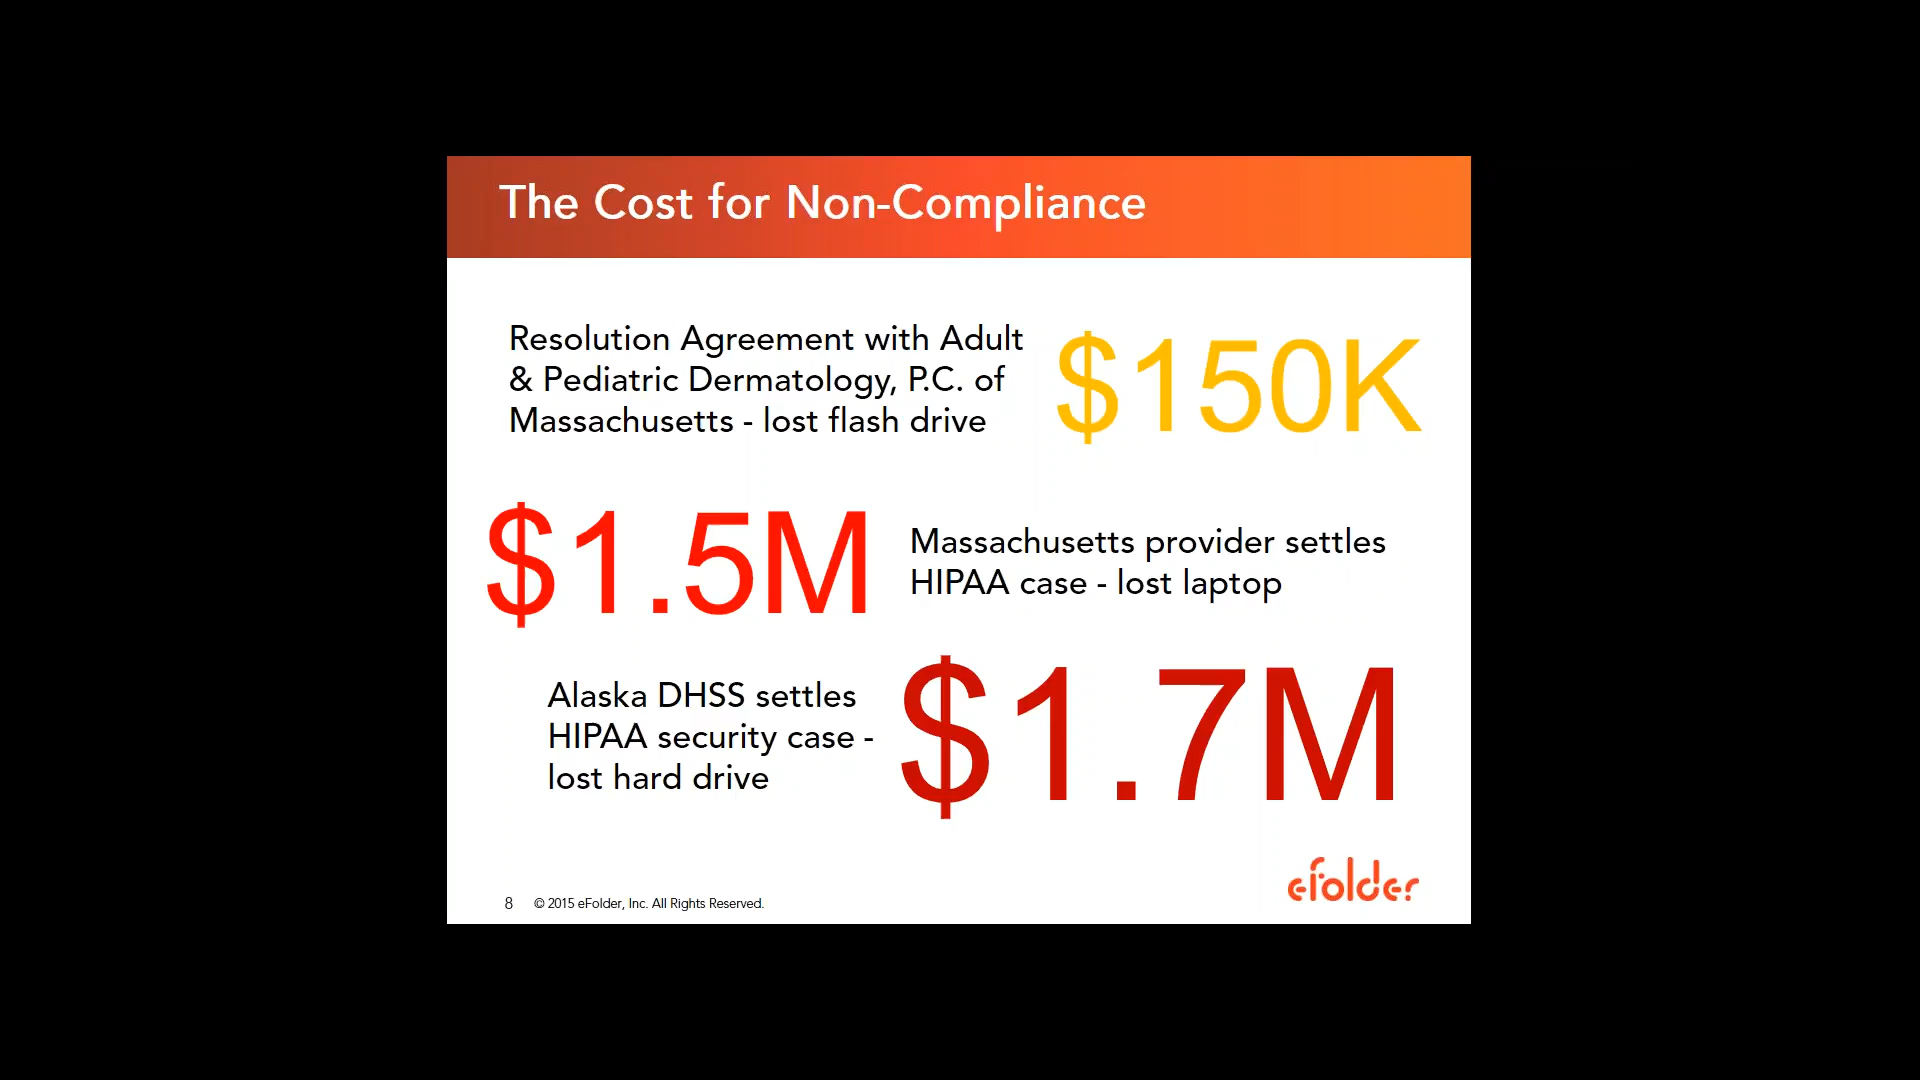 The Cost for Non-Compliance
Resolution Agreement with Adult
& Pediatric Dermatology, P.C. of
Massachusetts - lost flash drive
$150K
$1.5M
Massachusetts provider settles
HIPAA case - lost laptop
Alaska DHSS settles
HIPAA security case -
lost hard drive
$1.7M
8 © 2015 eFolder, Inc. All Rights Reserved.
efolder